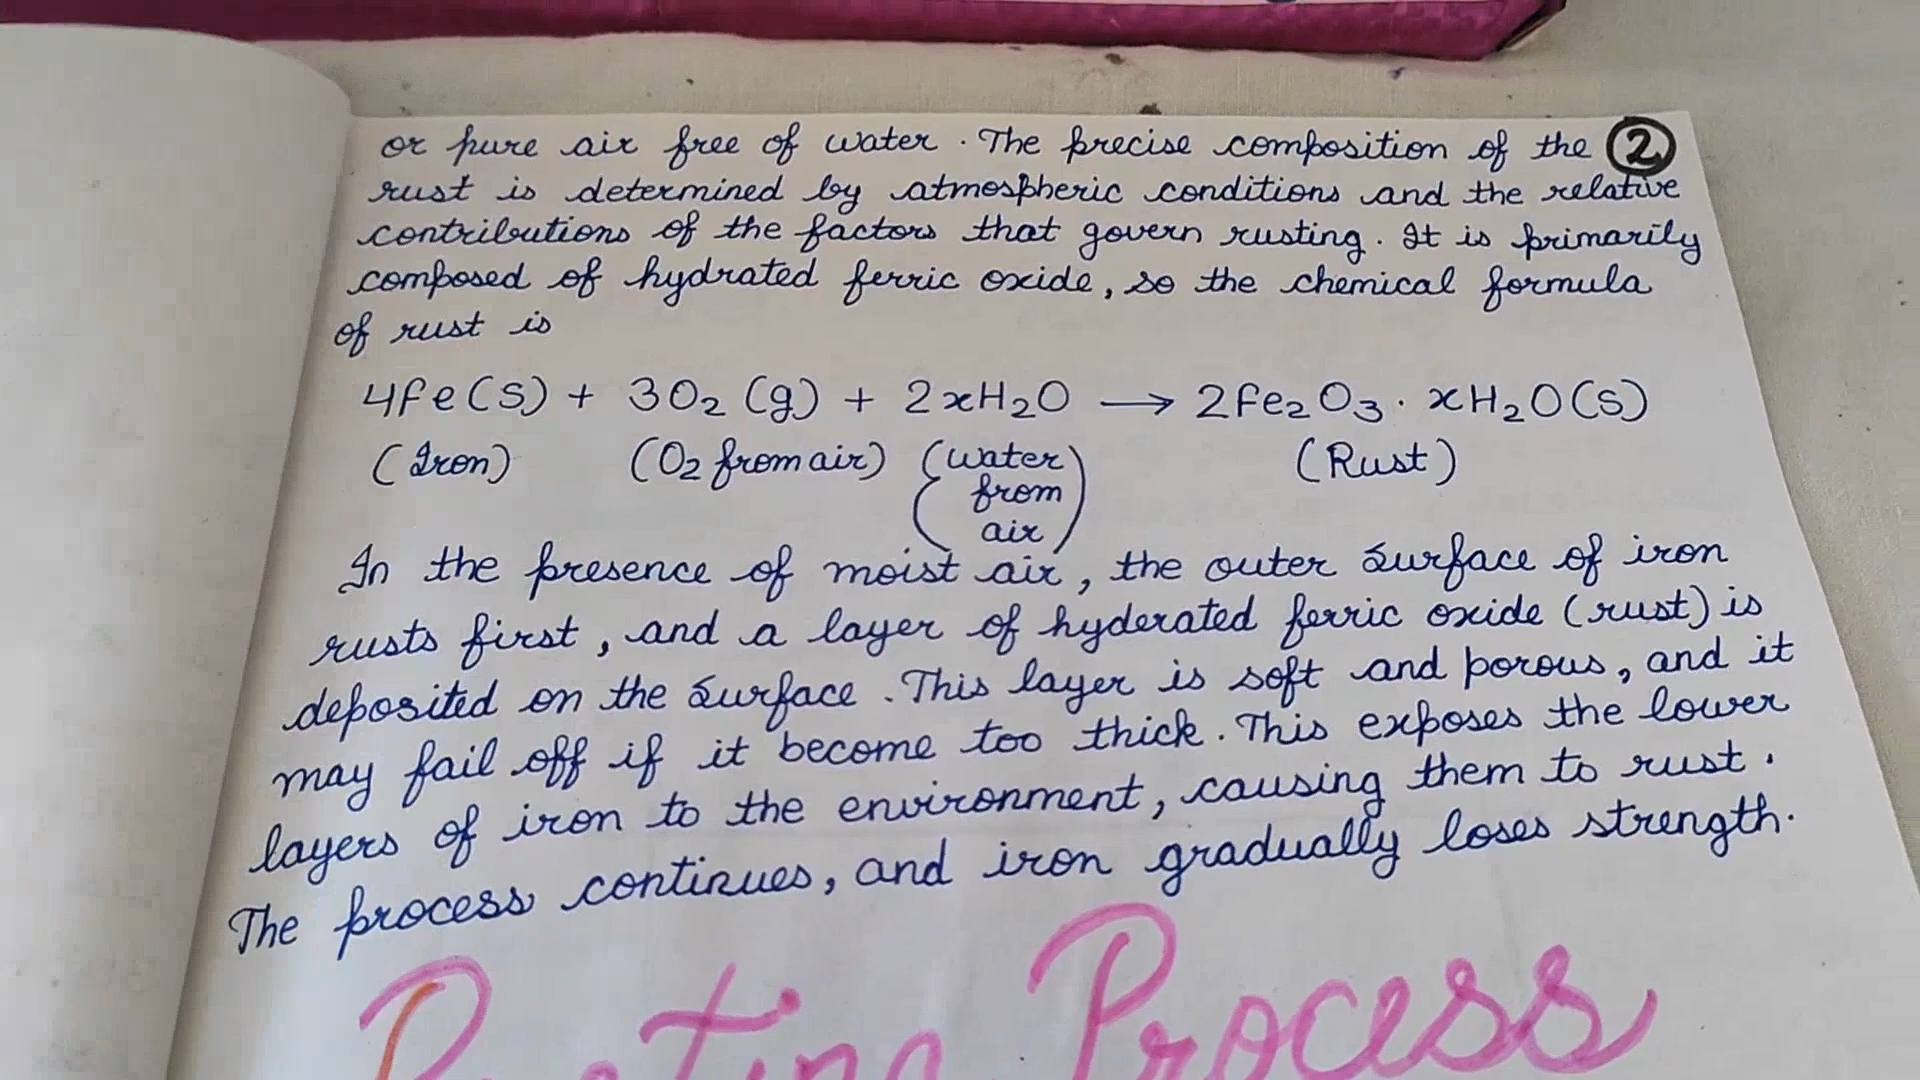 or pure air free of water. The precise composition of the 2
rust is determined by atmospheric conditions and the relative
contributions of the factors that govern rusting. It is primarily
composed of hydrated ferric oxide, so the chemical formula
of rust is
4Fe(S) + 3O₂ (g) + 2xH₂O → 2Fe₂O₃. xH₂O(S)
(Iron) (O₂ from air) (water from air) (Rust)
In the presence of moist air, the outer surface of iron
rusts first, and a layer of hyderated ferric oxide (rust) is
deposited on the surface. This layer is soft and porous, and it
may fail off if it become too thick. This exposes the lower
layers of iron to the environment, causing them to rust.
The process continues, and iron gradually loses strength.
Rusting Process